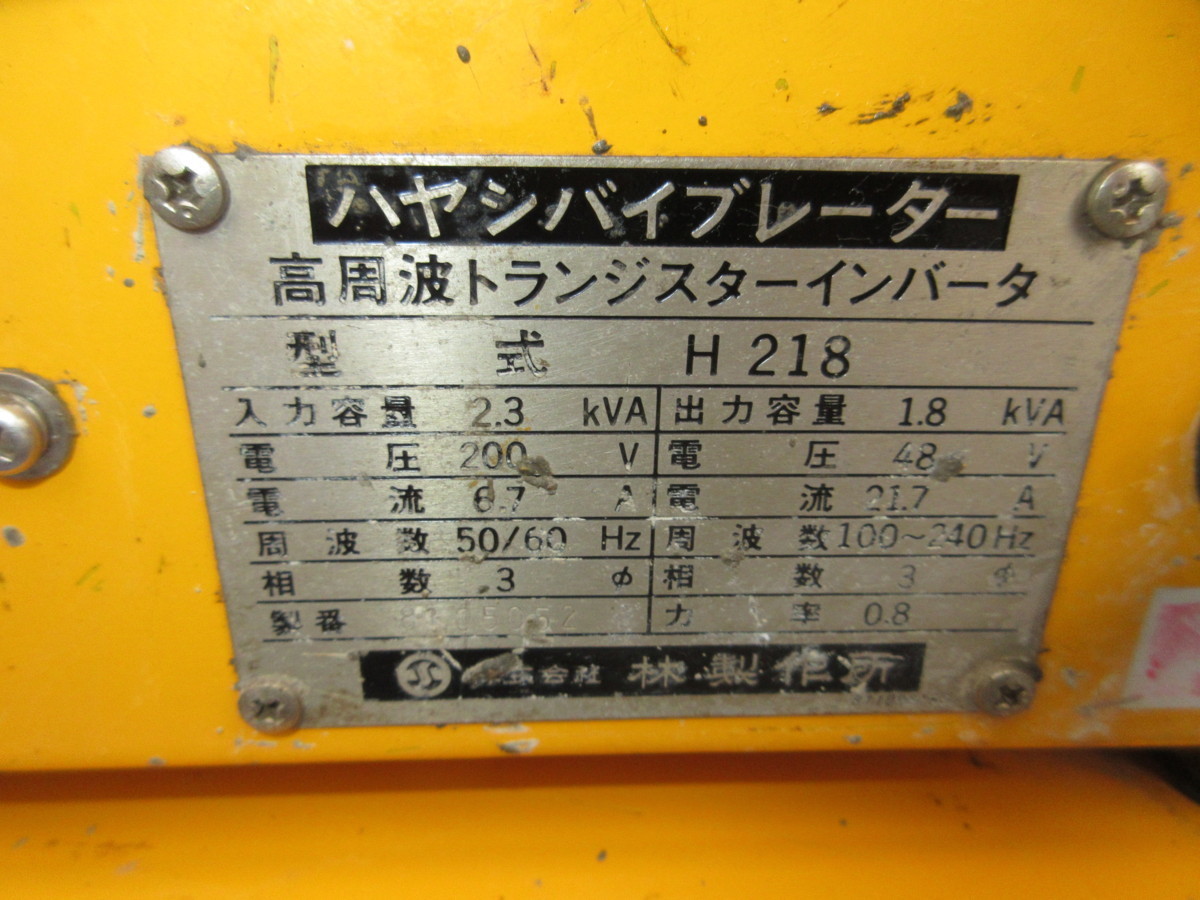 ハヤシバイブレーター
高周波トランジスターインバータ
型式 H 218
入力容量 2.3 kVA 出力容量 1.8 kVA
電圧 200 V 電圧 48 V
電流 6.7 A 電流 21.7 A
周波数 50/60 Hz 周波数 100~240 Hz
相数 3 φ 相数 3 φ
製番 力率 0.8
株式会社 林製作所